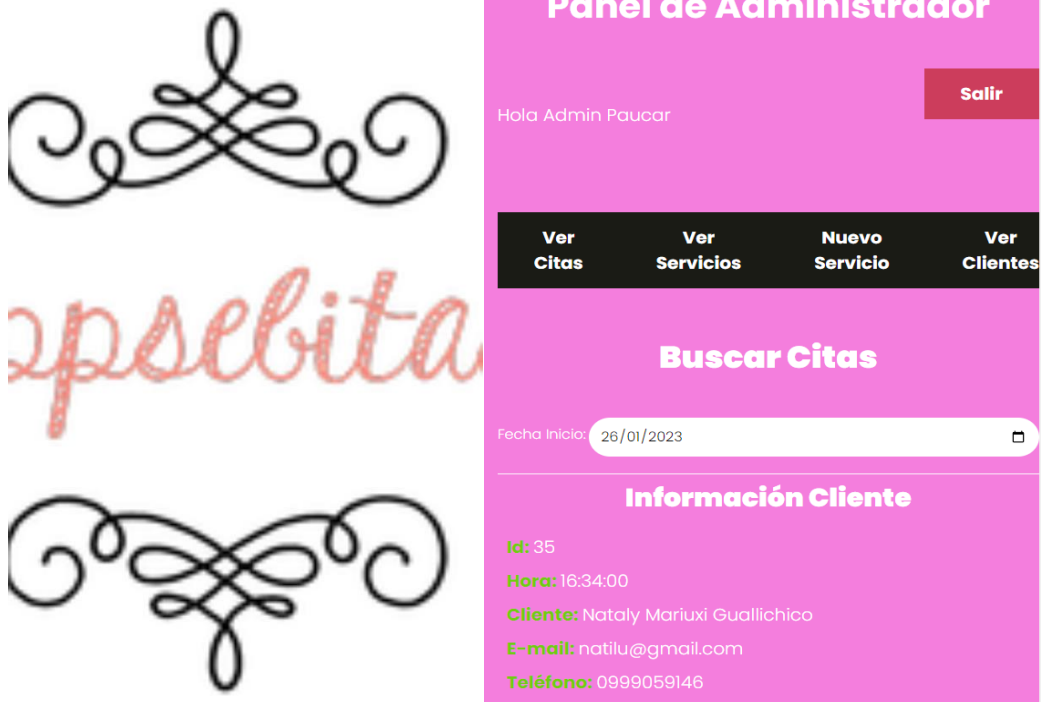 ppsebita
Panel de Administrador
Salir
Hola Admin Paucar
Ver Citas
Ver Servicios
Nuevo Servicio
Ver Clientes
Buscar Citas
Fecha Inicio: 26/01/2023
Información Cliente
Id: 35
Hora: 16:34:00
Cliente: Nataly Mariuxi Guallichico
E-mail: natilu@gmail.com
Teléfono: 0999059146